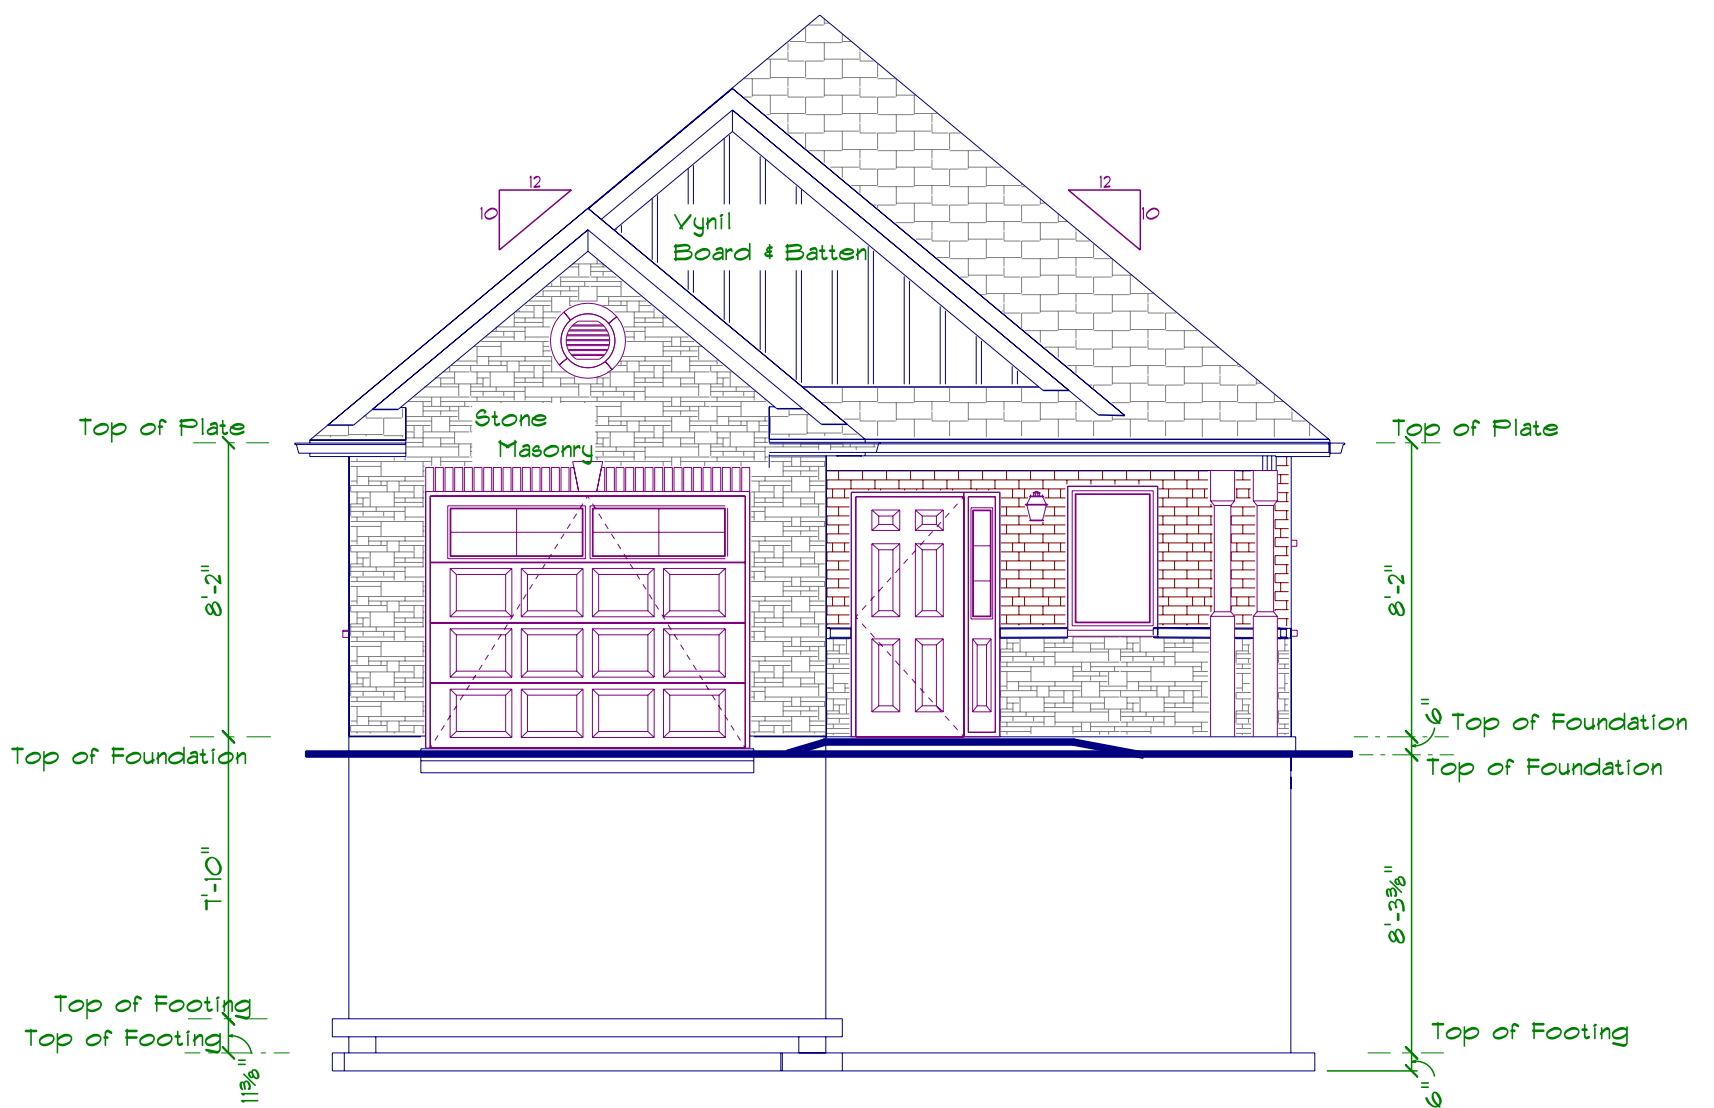 12
10
12
10
Vynil
Board & Batten
Stone
Masonry
Top of Plate
Top of Plate
8'-2"
8'-2"
6"
Top of Foundation
Top of Foundation
Top of Foundation
7'-10"
8'-3⅜"
Top of Footing
Top of Footing
Top of Footing
11⅜"
6"